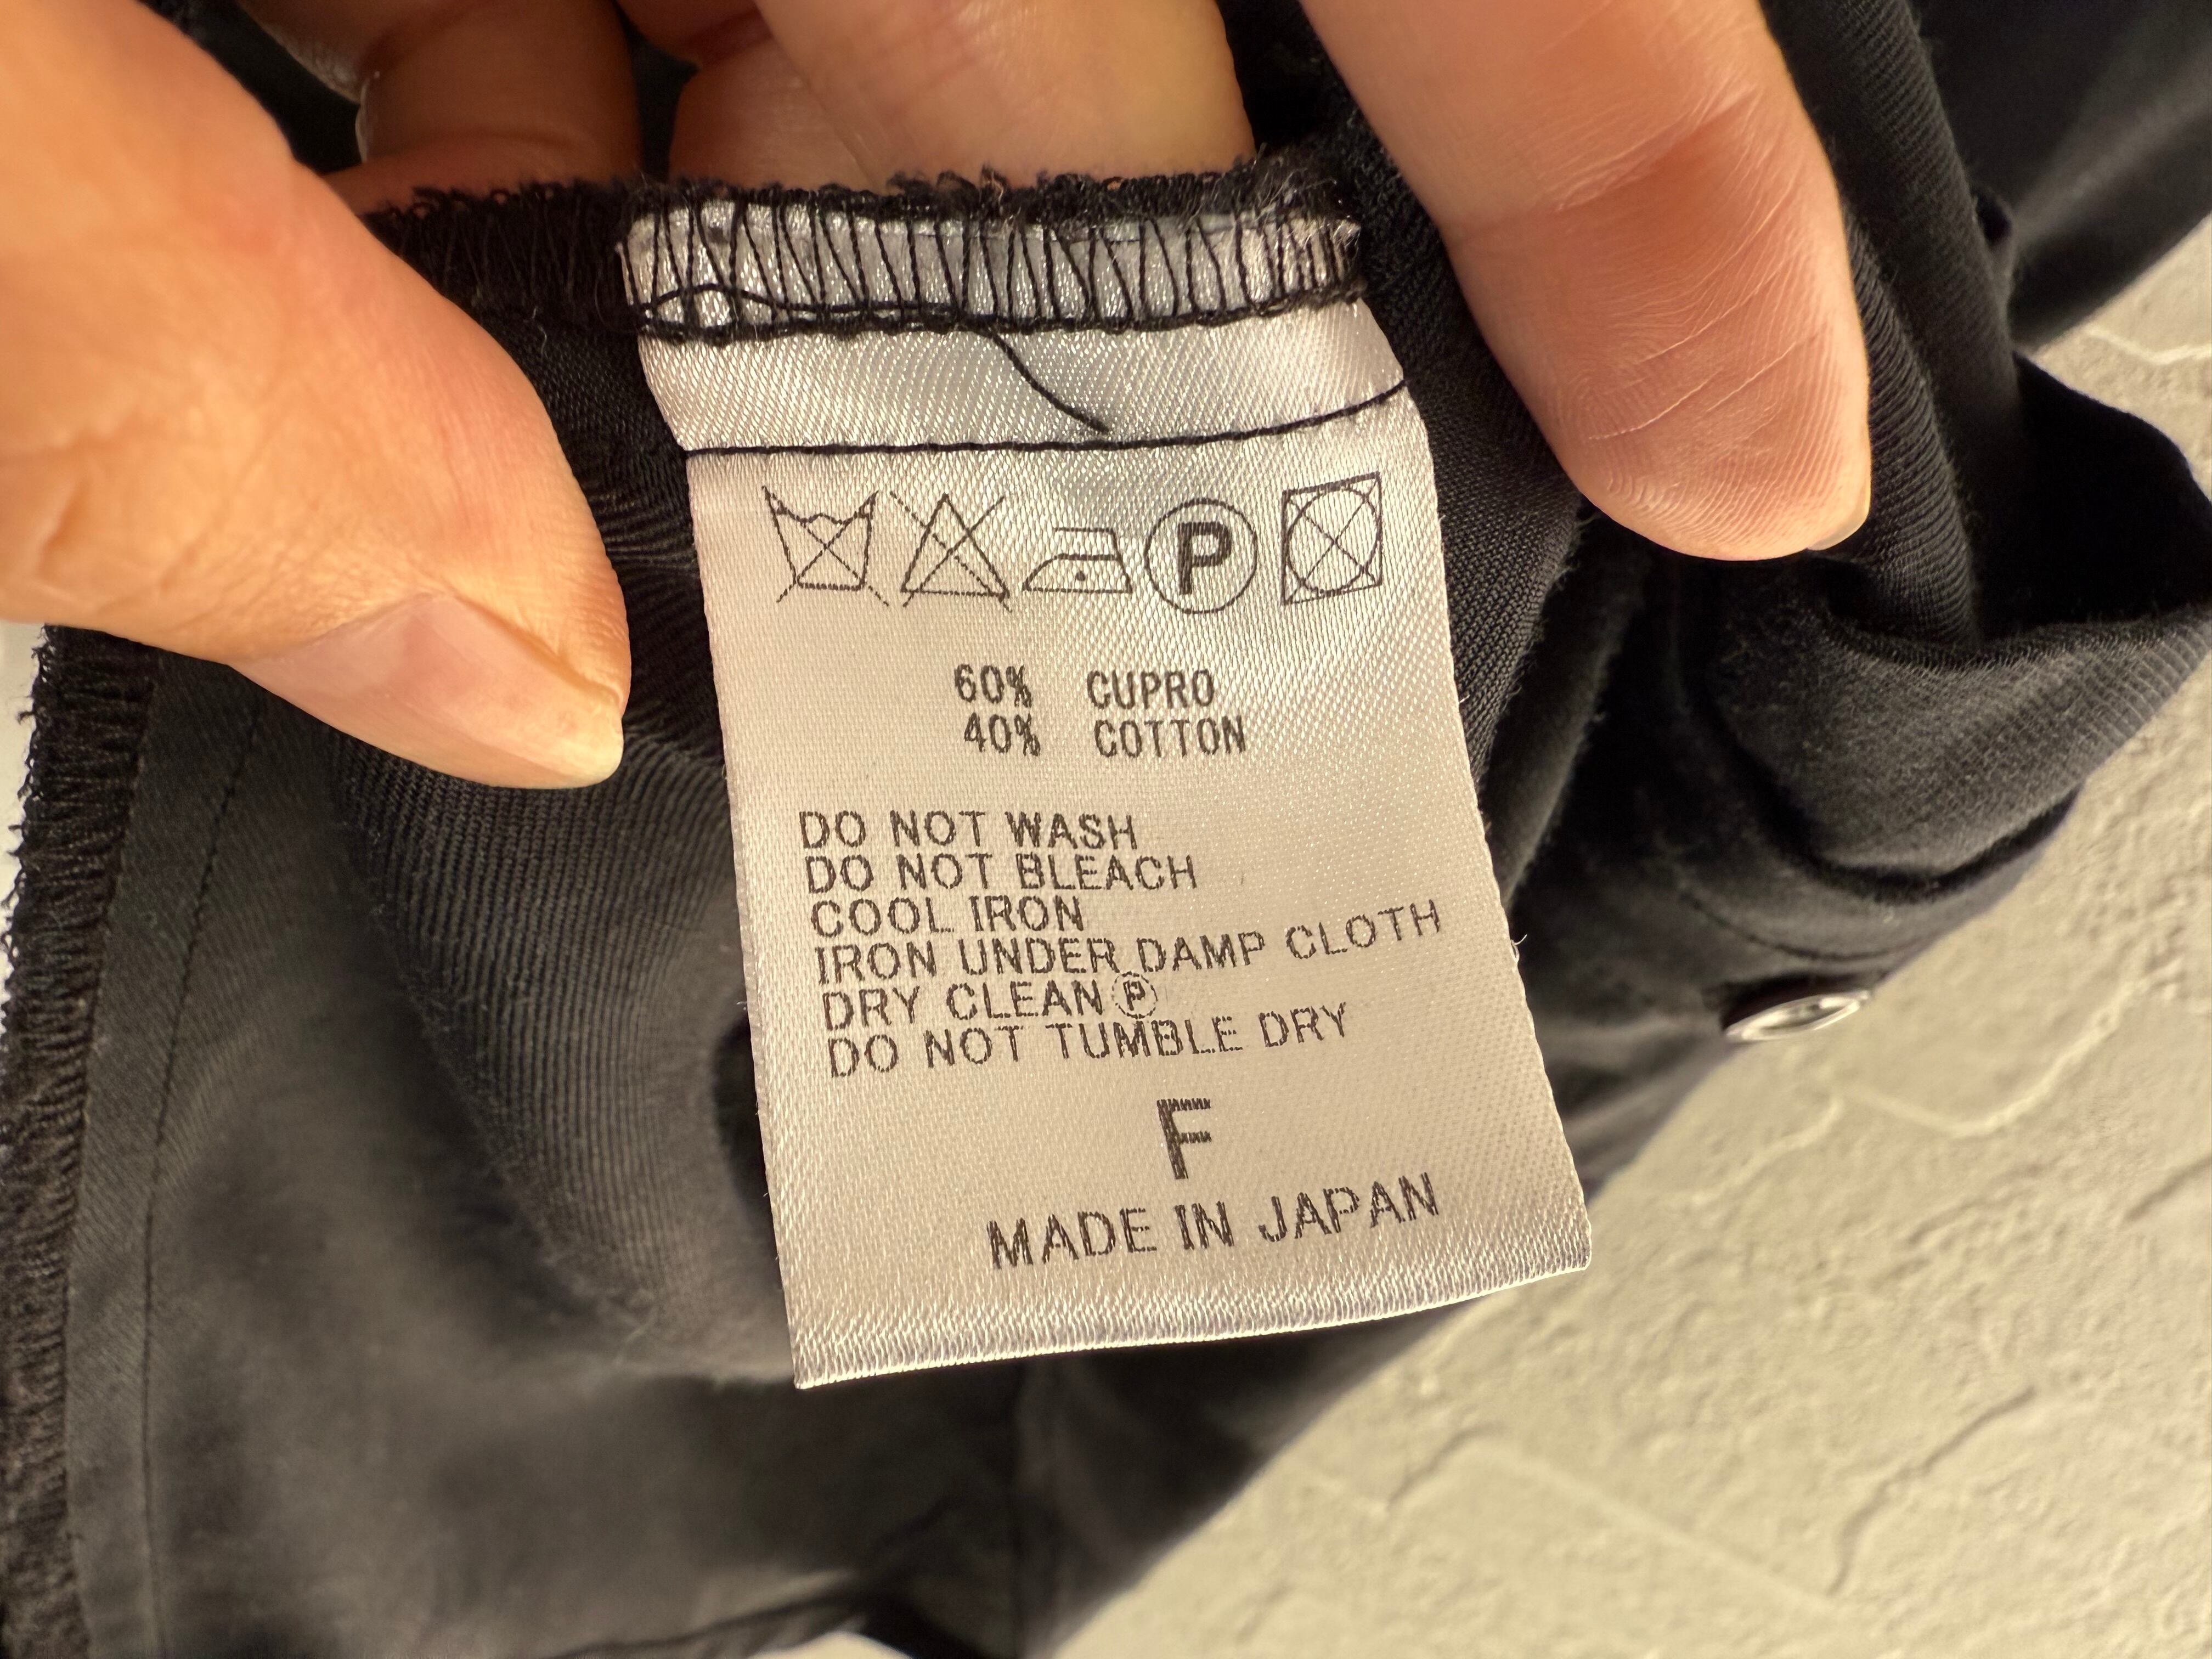 P
60% CUPRO
40% COTTON
DO NOT WASH
DO NOT BLEACH
COOL IRON
IRON UNDER DAMP CLOTH
DRY CLEAN Ⓟ
DO NOT TUMBLE DRY
F
MADE IN JAPAN